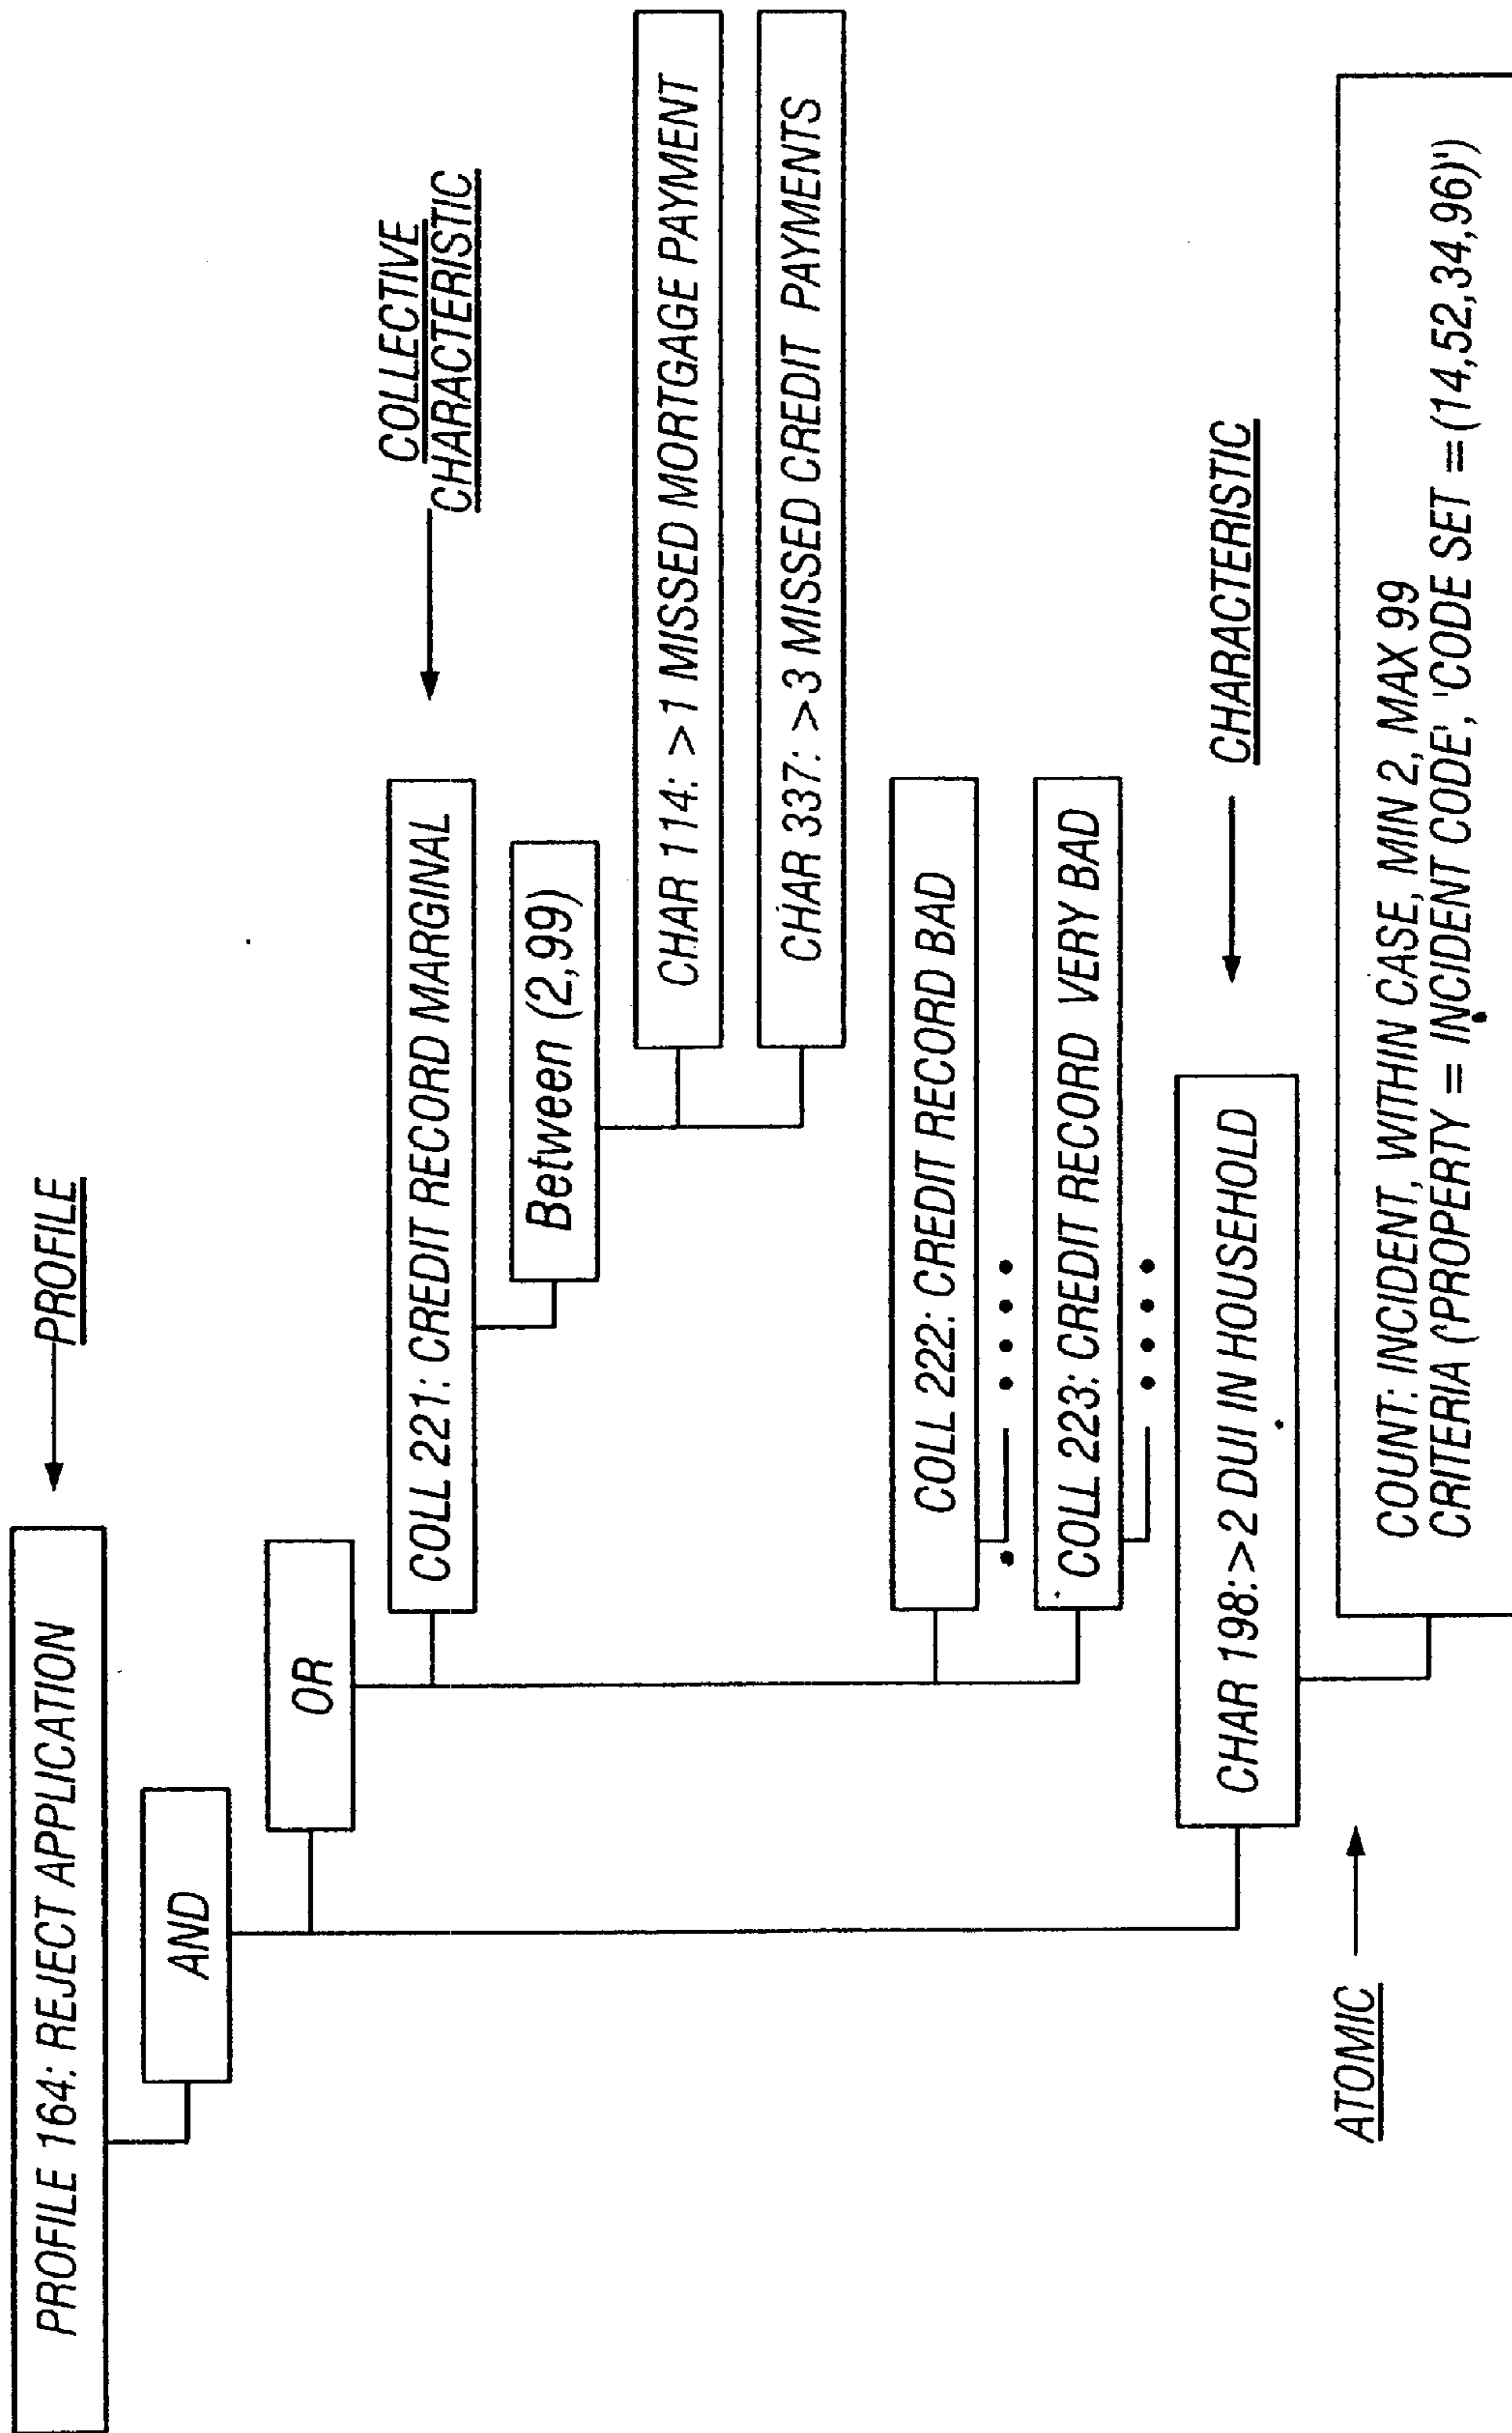 PROFILE 164: REJECT APPLICATION
PROFILE
AND
OR
COLL 221: CREDIT RECORD MARGINAL
COLLECTIVE
CHARACTERISTIC
Between (2,99)
CHAR 114: >1 MISSED MORTGAGE PAYMENT
CHAR 337: >3 MISSED CREDIT PAYMENTS
COLL 222: CREDIT RECORD BAD
COLL 223: CREDIT RECORD VERY BAD
CHAR 198:>2 DUI IN HOUSEHOLD
CHARACTERISTIC
ATOMIC
COUNT: INCIDENT, WITHIN CASE, MIN 2, MAX 99
CRITERIA ('PROPERTY = INCIDENT CODE', 'CODE SET =(14,52,34,96)')